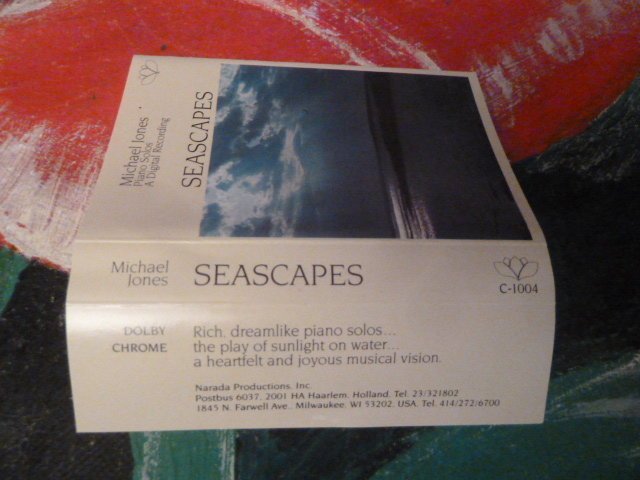 Michael Jones
Piano Solos
A Digital Recording
SEASCAPES
Michael
Jones
SEASCAPES
C-1004
DOLBY
CHROME
Rich, dreamlike piano solos...
the play of sunlight on water...
a heartfelt and joyous musical vision.
Narada Productions, Inc.
Postbus 6037, 2001 HA Haarlem, Holland, Tel. 23/321802
1845 N. Farwell Ave., Milwaukee, WI 53202, USA, Tel. 414/272/6700